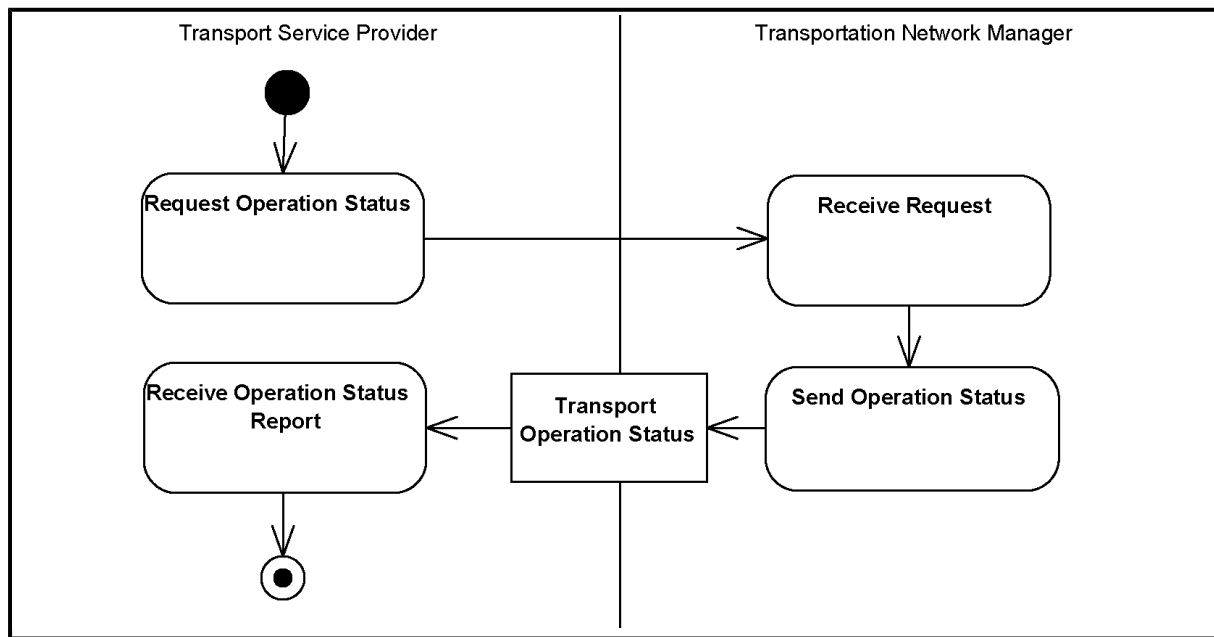 Transport Service Provider
Transportation Network Manager
Request Operation Status
Receive Request
Receive Operation Status
Report
Transport
Operation Status
Send Operation Status